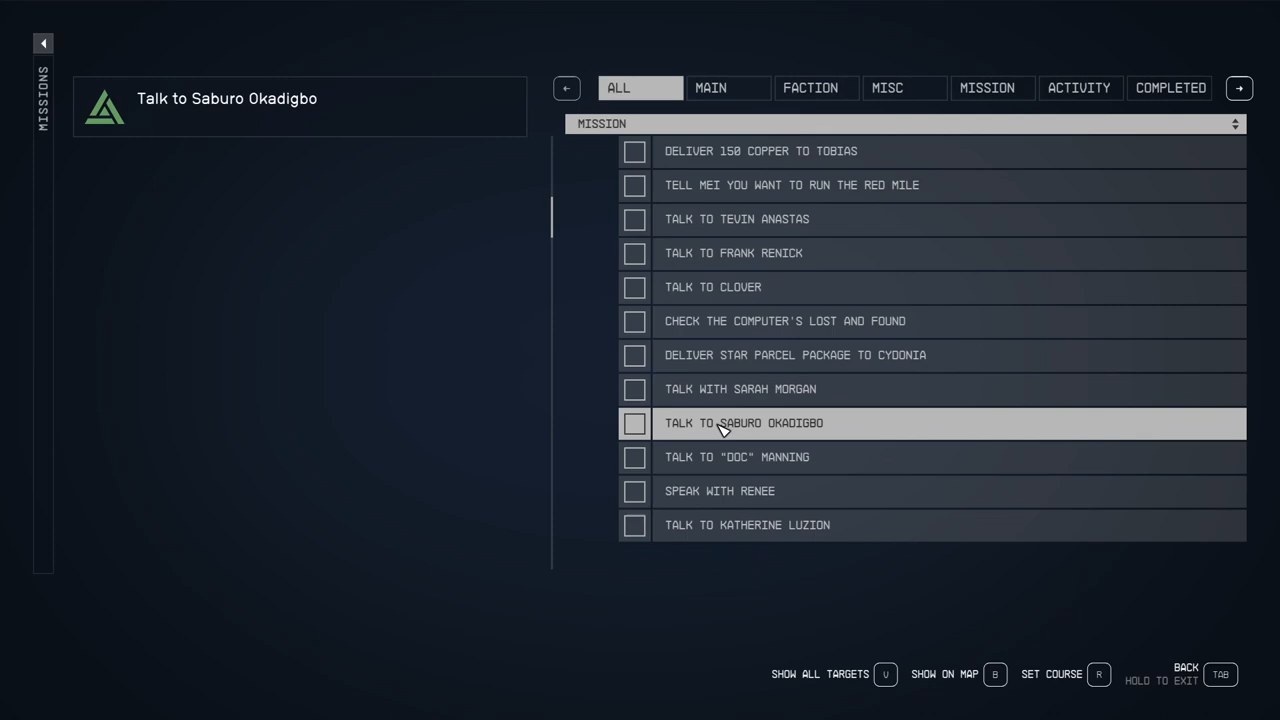 MISSIONS
Talk to Saburo Okadigbo
ALL MAIN FACTION MISC MISSION ACTIVITY COMPLETED
MISSION
DELIVER 150 COPPER TO TOBIAS
TELL MEI YOU WANT TO RUN THE RED MILE
TALK TO TEVIN ANASTAS
TALK TO FRANK RENICK
TALK TO CLOVER
CHECK THE COMPUTER'S LOST AND FOUND
DELIVER STAR PARCEL PACKAGE TO CYDONIA
TALK WITH SARAH MORGAN
TALK TO SABURO OKADIGBO
TALK TO "DOC" MANNING
SPEAK WITH RENEE
TALK TO KATHERINE LUZION
SHOW ALL TARGETS V SHOW ON MAP B SET COURSE R BACK TAB
HOLD TO EXIT